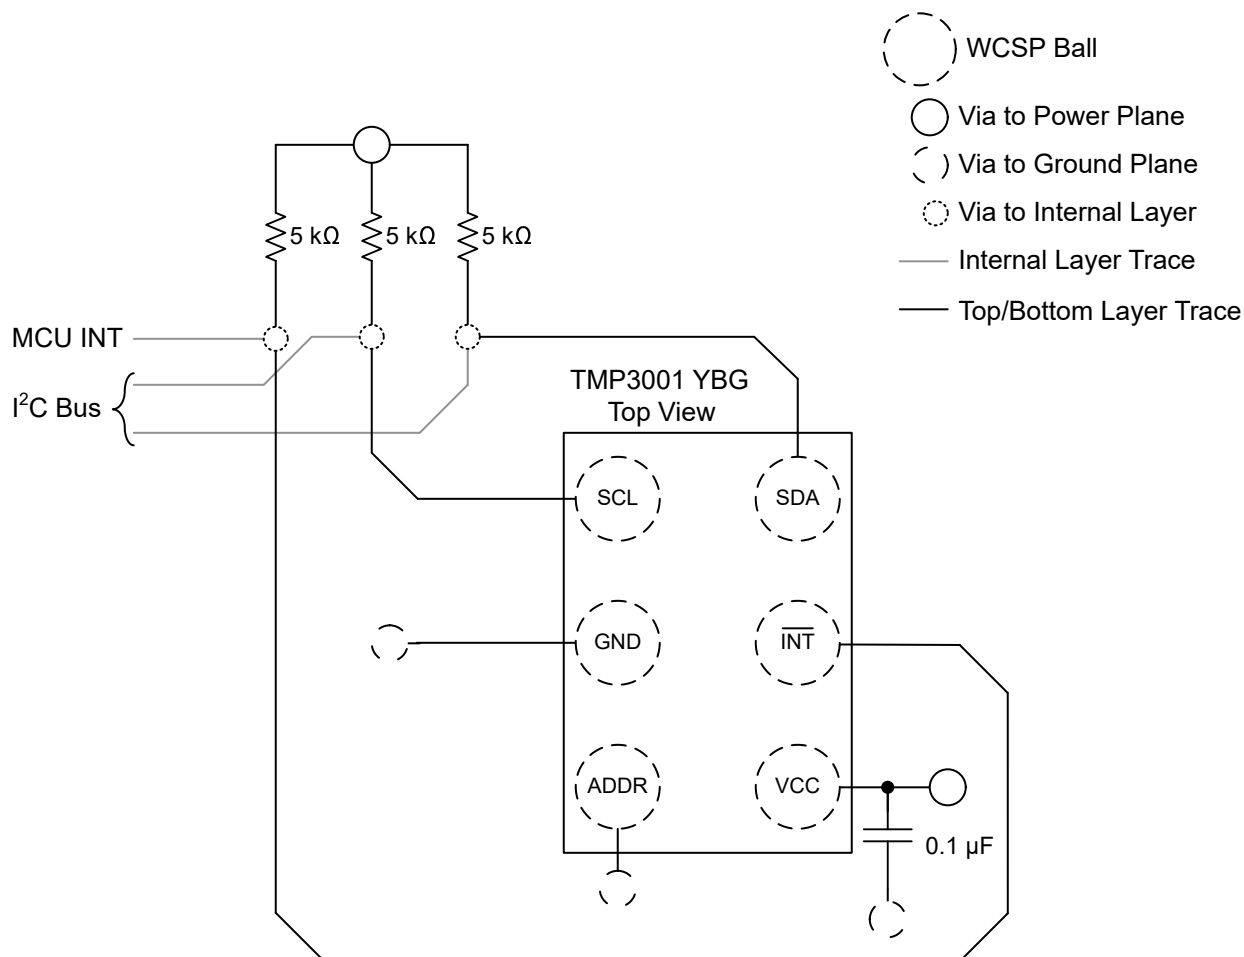 WCSP Ball
Via to Power Plane
Via to Ground Plane
Via to Internal Layer
Internal Layer Trace
Top/Bottom Layer Trace
5 kΩ
5 kΩ
5 kΩ
MCU INT
I²C Bus
TMP3001 YBG
Top View
SCL
SDA
GND
INT
ADDR
VCC
0.1 µF